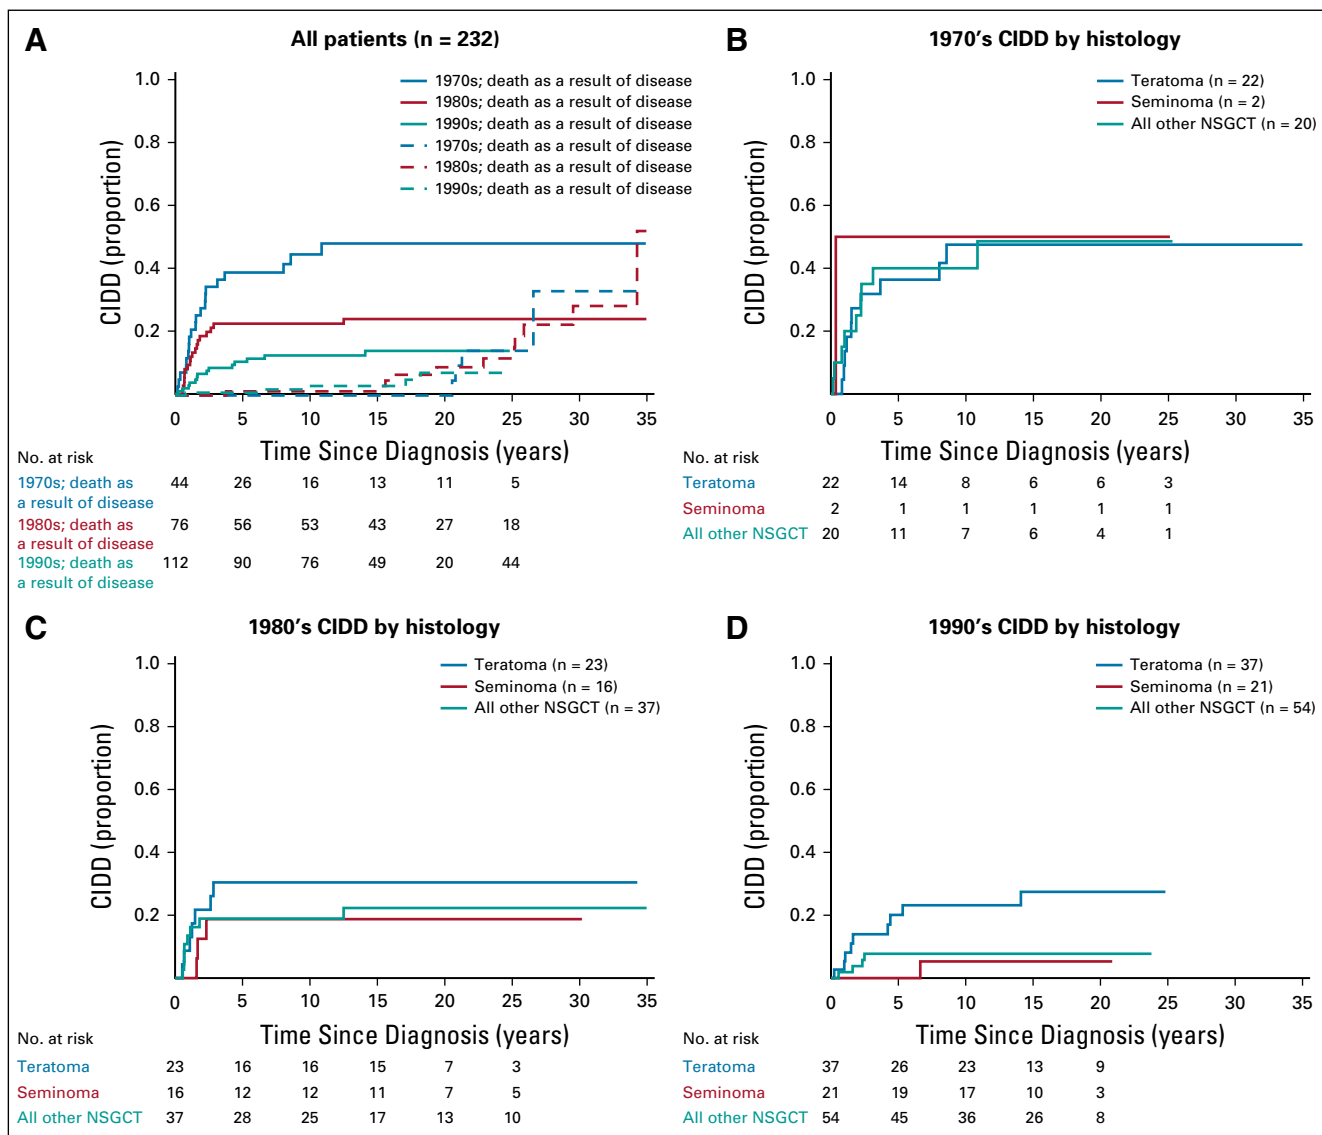 A
All patients (n = 232)
1.0
0.8
0.6
0.4
0.2
CIDD (proportion)
1970s; death as a result of disease
1980s; death as a result of disease
1990s; death as a result of disease
1970s; death as a result of disease
1980s; death as a result of disease
1990s; death as a result of disease
0 5 10 15 20 25 30 35
Time Since Diagnosis (years)
No. at risk
1970s; death as 44 26 16 13 11 5
a result of disease
1980s; death as 76 56 53 43 27 18
a result of disease
1990s; death as 112 90 76 49 20 44
a result of disease
B
1970's CIDD by histology
1.0
0.8
0.6
0.4
0.2
CIDD (proportion)
Teratoma (n = 22)
Seminoma (n = 2)
All other NSGCT (n = 20)
0 5 10 15 20 25 30 35
Time Since Diagnosis (years)
No. at risk
Teratoma 22 14 8 6 6 3
Seminoma 2 1 1 1 1 1
All other NSGCT 20 11 7 6 4 1
C
1980's CIDD by histology
1.0
0.8
0.6
0.4
0.2
CIDD (proportion)
Teratoma (n = 23)
Seminoma (n = 16)
All other NSGCT (n = 37)
0 5 10 15 20 25 30 35
Time Since Diagnosis (years)
No. at risk
Teratoma 23 16 16 15 7 3
Seminoma 16 12 12 11 7 5
All other NSGCT 37 28 25 17 13 10
D
1990's CIDD by histology
1.0
0.8
0.6
0.4
0.2
CIDD (proportion)
Teratoma (n = 37)
Seminoma (n = 21)
All other NSGCT (n = 54)
0 5 10 15 20 25 30 35
Time Since Diagnosis (years)
No. at risk
Teratoma 37 26 23 13 9
Seminoma 21 19 17 10 3
All other NSGCT 54 45 36 26 8